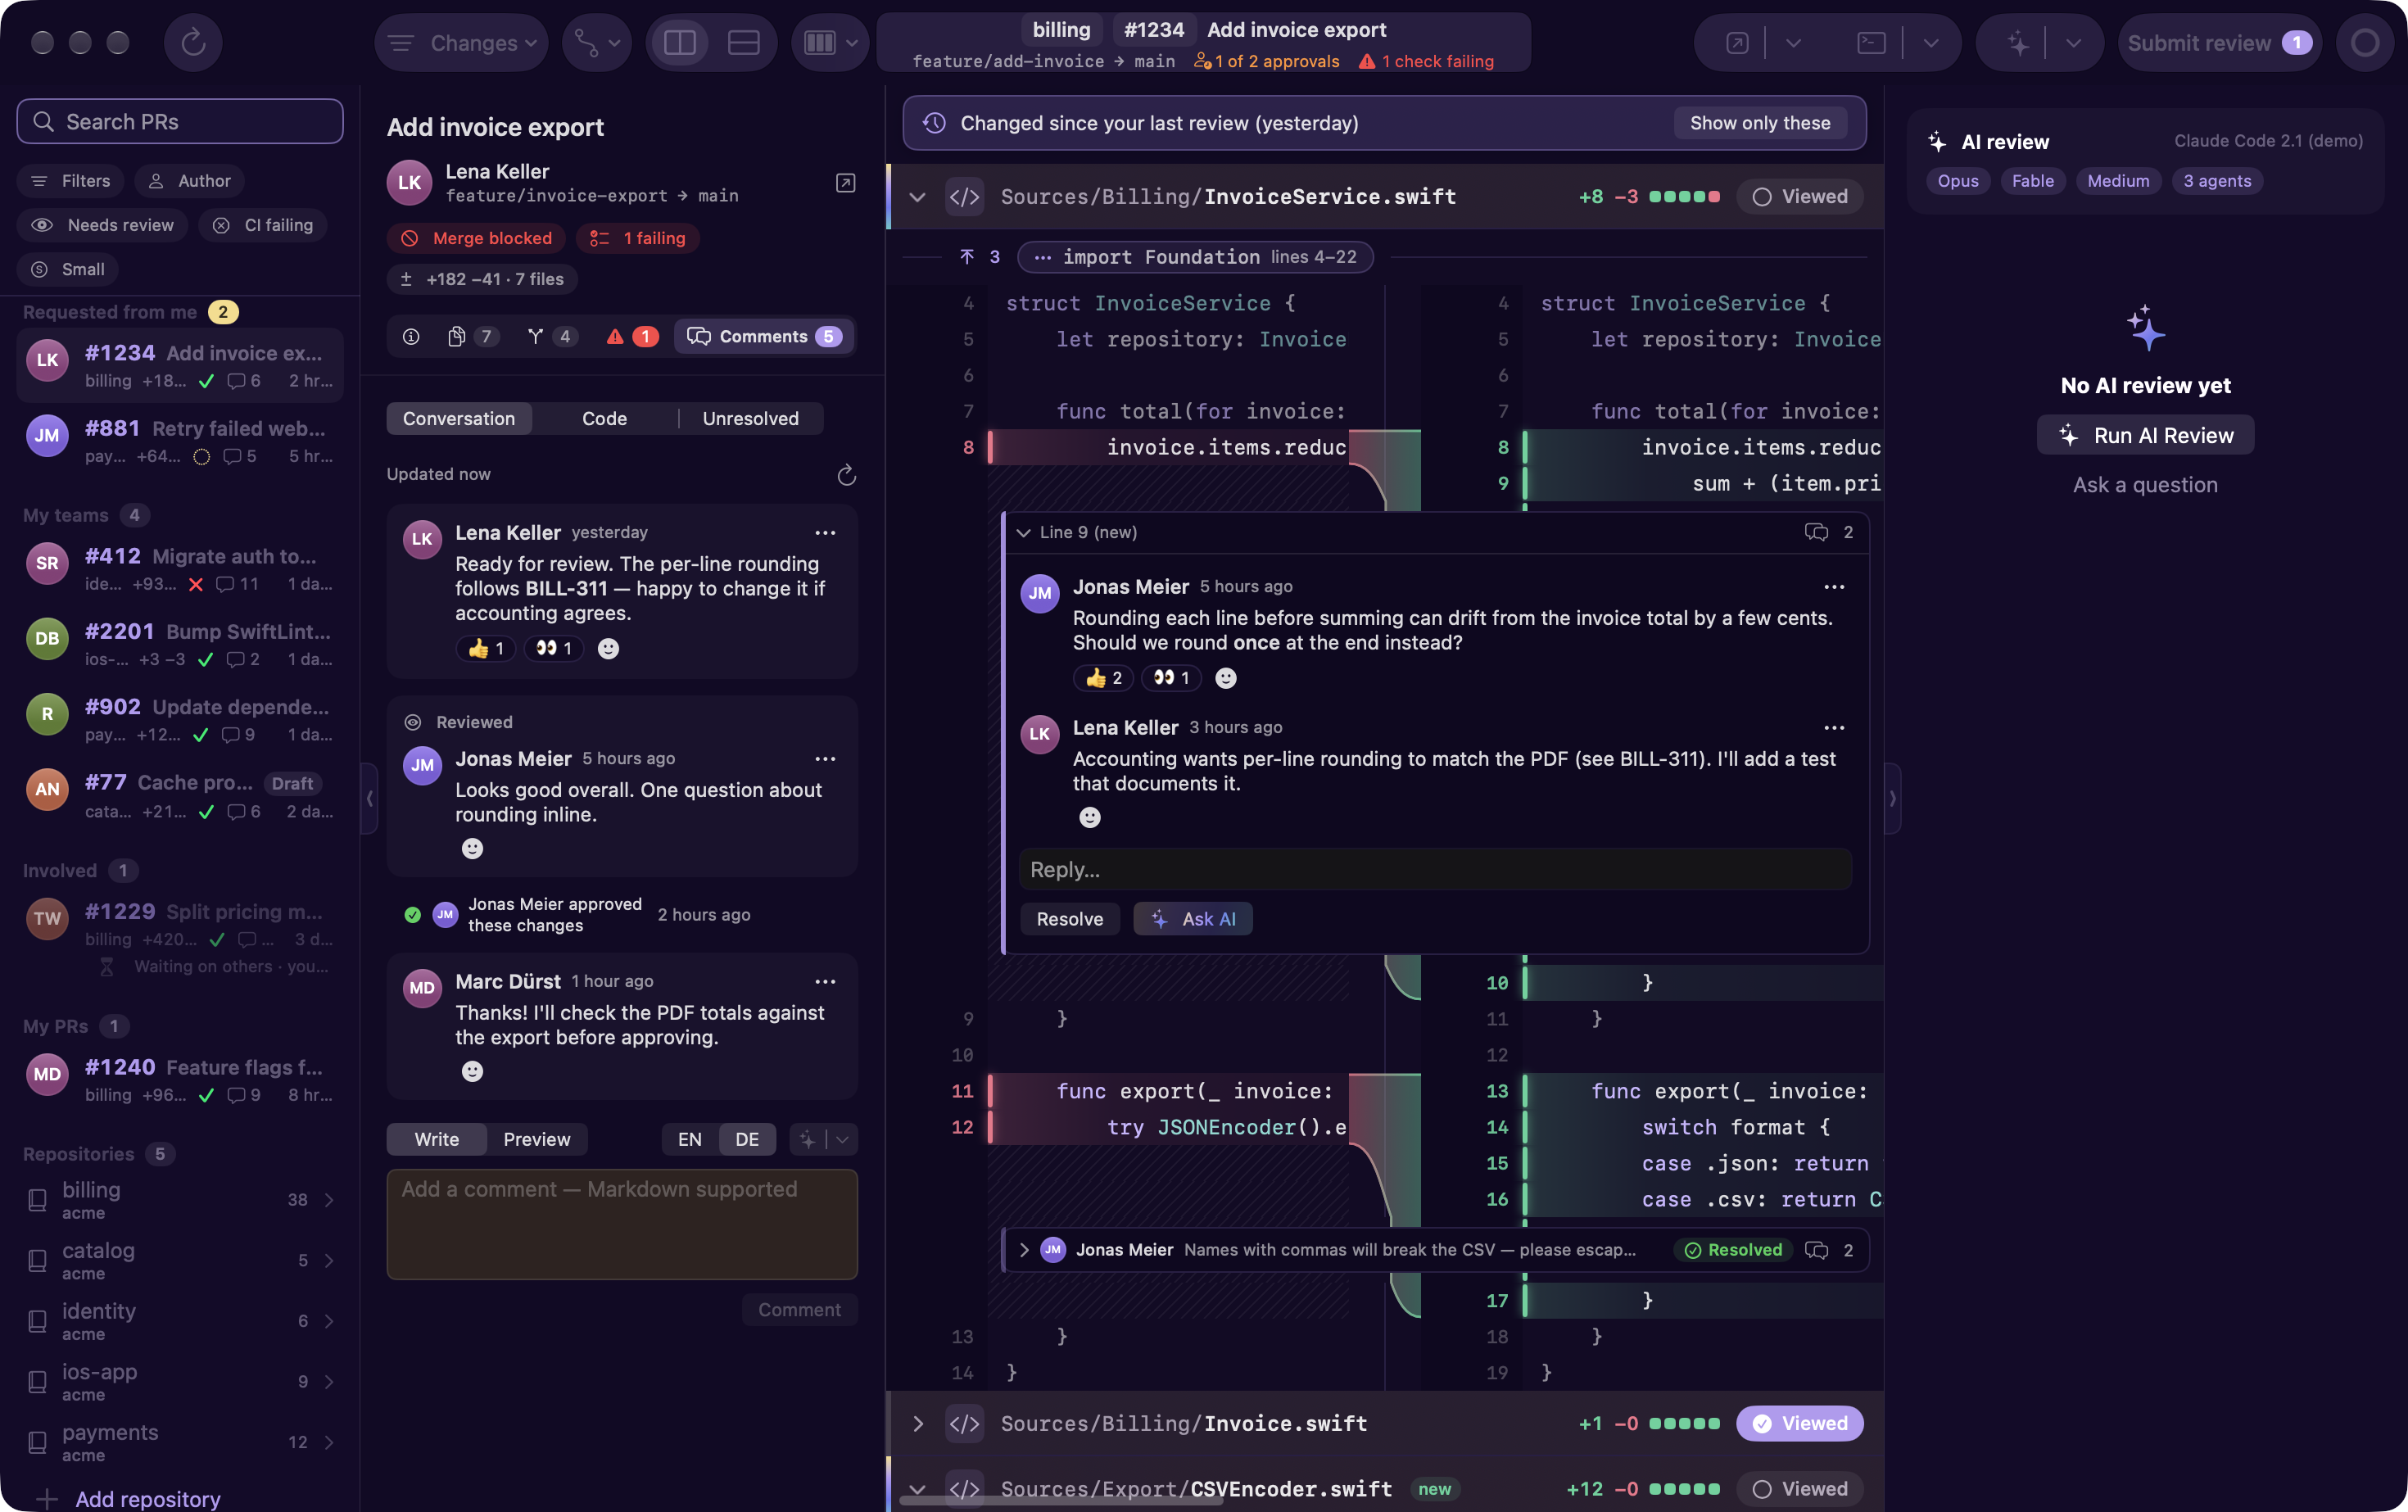 Changes
billing #1234 Add invoice export
feature/add-invoice → main 1 of 2 approvals 1 check failing
Submit review 1
Search PRs
Filters Author
Needs review CI failing
Small
Requested from me 2
LK #1234 Add invoice ex...
billing +18... 6 2 hr...
JM #881 Retry failed web...
pay... +64... 5 5 hr...
My teams 4
SR #412 Migrate auth to...
ide... +93... 11 1 da...
DB #2201 Bump SwiftLint...
ios-... +3 −3 2 1 da...
R #902 Update depende...
pay... +12... 9 1 da...
AN #77 Cache pro... Draft
cata... +21... 6 2 da...
Involved 1
TW #1229 Split pricing m...
billing +420... ... 3 d...
Waiting on others · you...
My PRs 1
MD #1240 Feature flags f...
billing +96... 9 8 hr...
Repositories 5
billing
acme
38
catalog
acme
5
identity
acme
6
ios-app
acme
9
payments
acme
12
Add repository
Add invoice export
LK Lena Keller
feature/invoice-export → main
Merge blocked 1 failing
+182 −41 · 7 files
7 4 1 Comments 5
Conversation Code Unresolved
Updated now
LK Lena Keller yesterday
Ready for review. The per-line rounding
follows BILL-311 — happy to change it if
accounting agrees.
👍 1 👀 1
Reviewed
JM Jonas Meier 5 hours ago
Looks good overall. One question about
rounding inline.
JM Jonas Meier approved
these changes
2 hours ago
MD Marc Dürst 1 hour ago
Thanks! I'll check the PDF totals against
the export before approving.
Write Preview EN DE
Add a comment — Markdown supported
Comment
Changed since your last review (yesterday) Show only these
</> Sources/Billing/InvoiceService.swift +8 −3 Viewed
3 ··· import Foundation lines 4–22
4 struct InvoiceService { 4 struct InvoiceService {
5 let repository: Invoice 5 let repository: Invoice
6 6
7 func total(for invoice: 7 func total(for invoice:
8 invoice.items.reduc 8 invoice.items.reduc
9 sum + (item.pri
Line 9 (new) 2
JM Jonas Meier 5 hours ago
Rounding each line before summing can drift from the invoice total by a few cents.
Should we round once at the end instead?
👍 2 👀 1
LK Lena Keller 3 hours ago
Accounting wants per-line rounding to match the PDF (see BILL-311). I'll add a test
that documents it.
Reply...
Resolve Ask AI
10 }
9 } 11 }
10 12
11 func export(_ invoice: 13 func export(_ invoice:
12 try JSONEncoder().e 14 switch format {
15 case .json: return
16 case .csv: return C
JM Jonas Meier Names with commas will break the CSV — please escap... Resolved 2
17 }
13 } 18 }
14 } 19 }
</> Sources/Billing/Invoice.swift +1 −0 Viewed
</> Sources/Export/CSVEncoder.swift new +12 −0 Viewed
AI review Claude Code 2.1 (demo)
Opus Fable Medium 3 agents
No AI review yet
Run AI Review
Ask a question